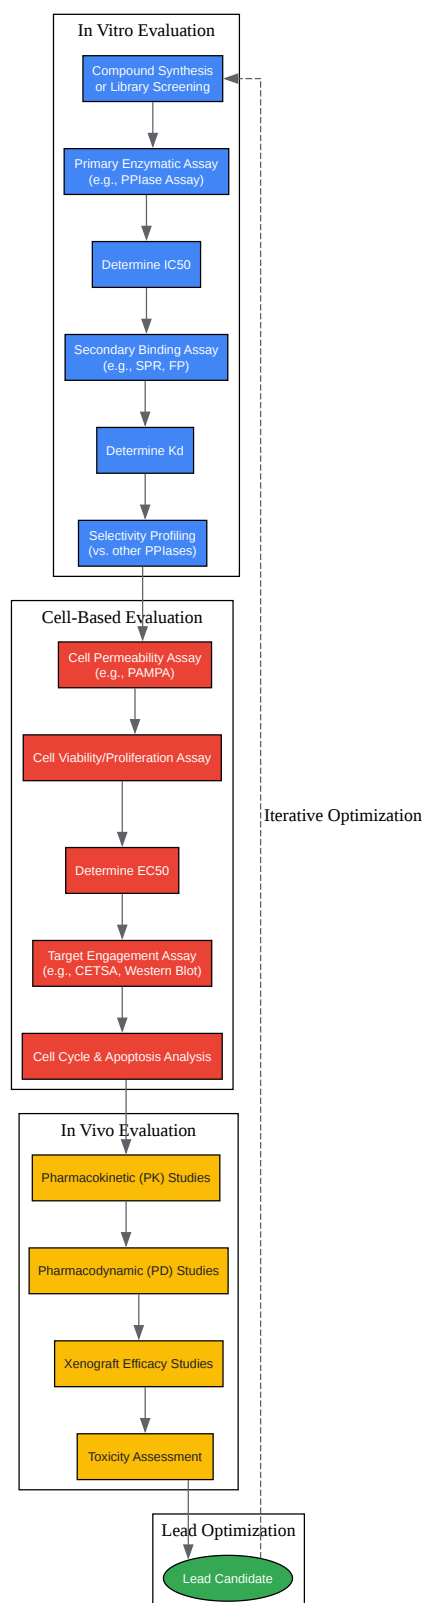 In Vitro Evaluation
Compound Synthesis
or Library Screening
Primary Enzymatic Assay
(e.g., PPIase Assay)
Determine IC50
Secondary Binding Assay
(e.g., SPR, FP)
Determine Kd
Selectivity Profiling
(vs. other PPIases)
Cell-Based Evaluation
Cell Permeability Assay
(e.g., PAMPA)
Cell Viability/Proliferation Assay
Iterative Optimization
Determine EC50
Target Engagement Assay
(e.g., CETSA, Western Blot)
Cell Cycle & Apoptosis Analysis
In Vivo Evaluation
Pharmacokinetic (PK) Studies
Pharmacodynamic (PD) Studies
Xenograft Efficacy Studies
Toxicity Assessment
Lead Optimization
Lead Candidate